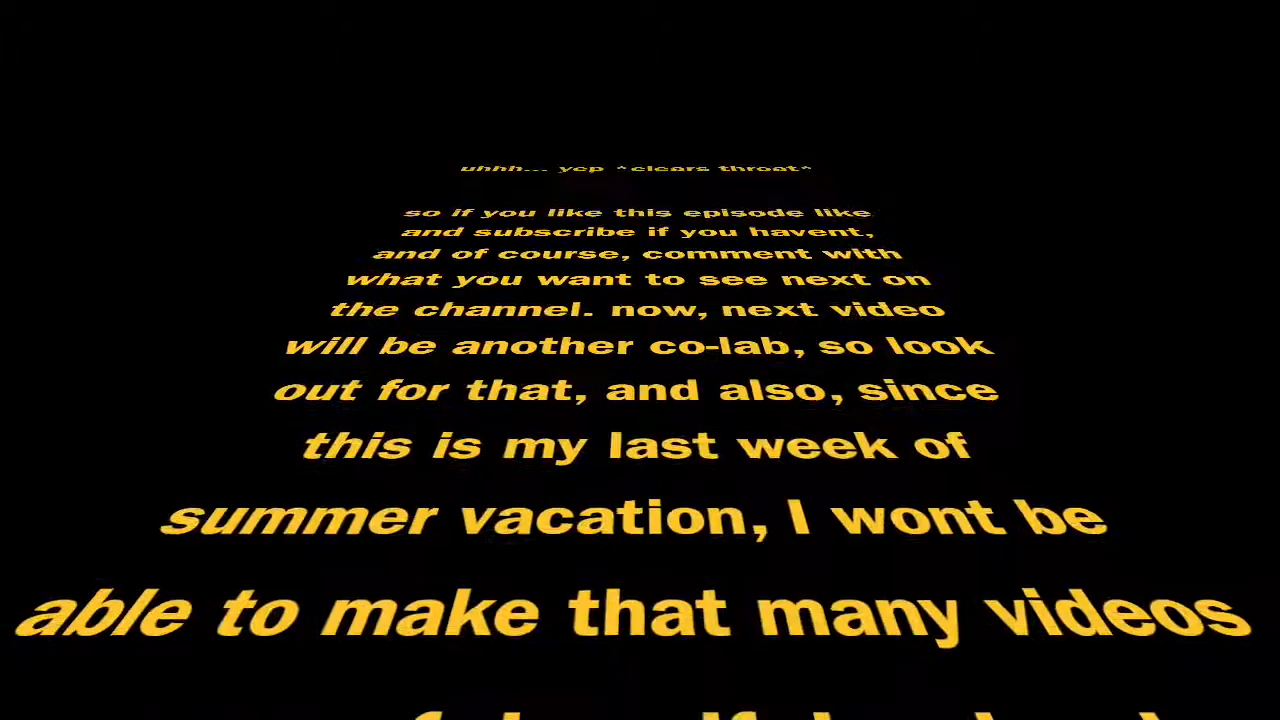 uhhh... yep *clears throat*
so if you like this episode like
and subscribe if you havent,
and of course, comment with
what you want to see next on
the channel. now, next video
will be another co-lab, so look
out for that, and also, since
this is my last week of
summer vacation, I wont be
able to make that many videos